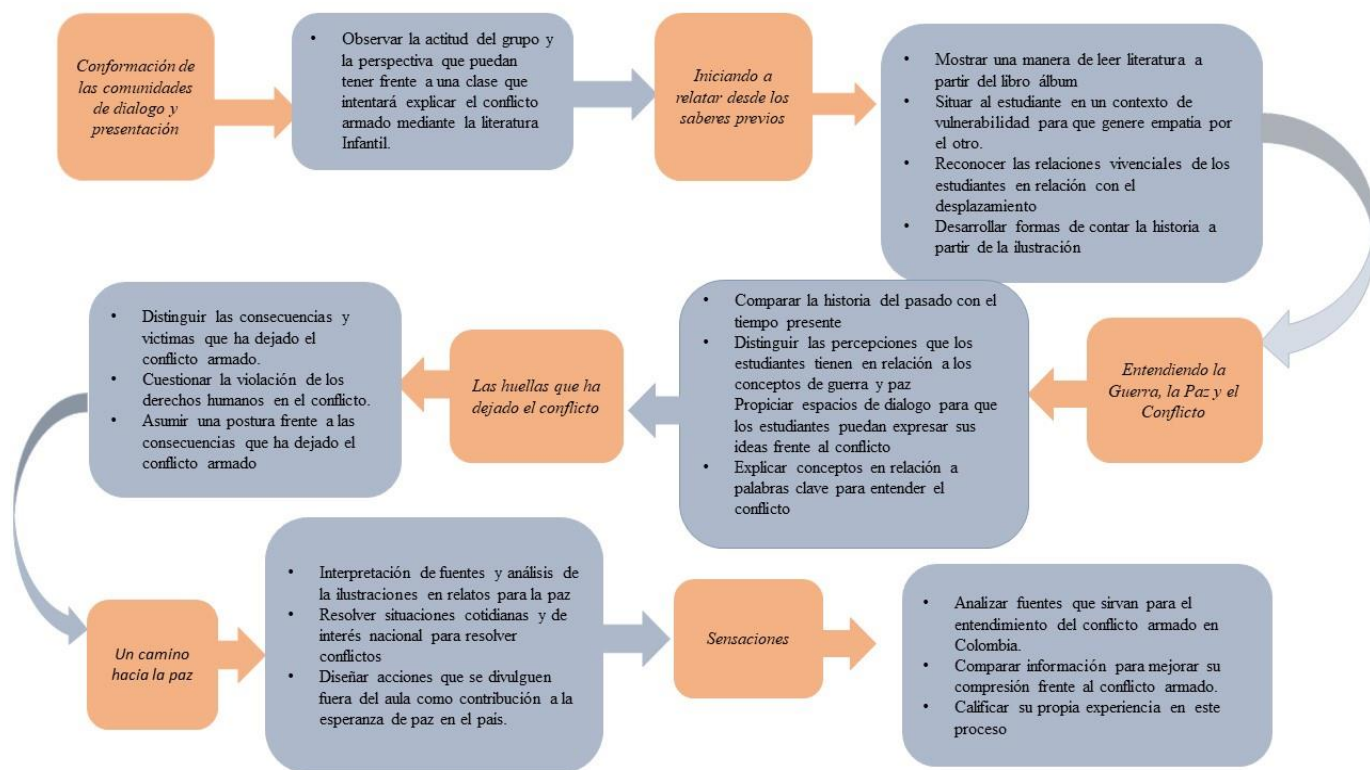 Conformación de
las comunidades
de dialogo y
presentación
• Observar la actitud del grupo y
la perspectiva que puedan
tener frente a una clase que
intentará explicar el conflicto
armado mediante la literatura
Infantil.
Iniciando a
relatar desde los
saberes previos
• Mostrar una manera de leer literatura a
partir del libro álbum
• Situar al estudiante en un contexto de
vulnerabilidad para que genere empatía por
el otro.
• Reconocer las relaciones vivenciales de los
estudiantes en relación con el
desplazamiento
• Desarrollar formas de contar la historia a
partir de la ilustración
Entendiendo la
Guerra, la Paz y el
Conflicto
• Comparar la historia del pasado con el
tiempo presente
• Distinguir las percepciones que los
estudiantes tienen en relación a los
conceptos de guerra y paz
Propiciar espacios de dialogo para que
los estudiantes puedan expresar sus
ideas frente al conflicto
• Explicar conceptos en relación a
palabras clave para entender el
conflicto
Las huellas que ha
dejado el conflicto
• Distinguir las consecuencias y
victimas que ha dejado el
conflicto armado.
• Cuestionar la violación de los
derechos humanos en el conflicto.
• Asumir una postura frente a las
consecuencias que ha dejado el
conflicto armado
Un camino
hacia la paz
• Interpretación de fuentes y análisis de
la ilustraciones en relatos para la paz
• Resolver situaciones cotidianas y de
interés nacional para resolver
conflictos
• Diseñar acciones que se divulguen
fuera del aula como contribución a la
esperanza de paz en el país.
Sensaciones
• Analizar fuentes que sirvan para el
entendimiento del conflicto armado en
Colombia.
• Comparar información para mejorar su
compresión frente al conflicto armado.
• Calificar su propia experiencia en este
proceso